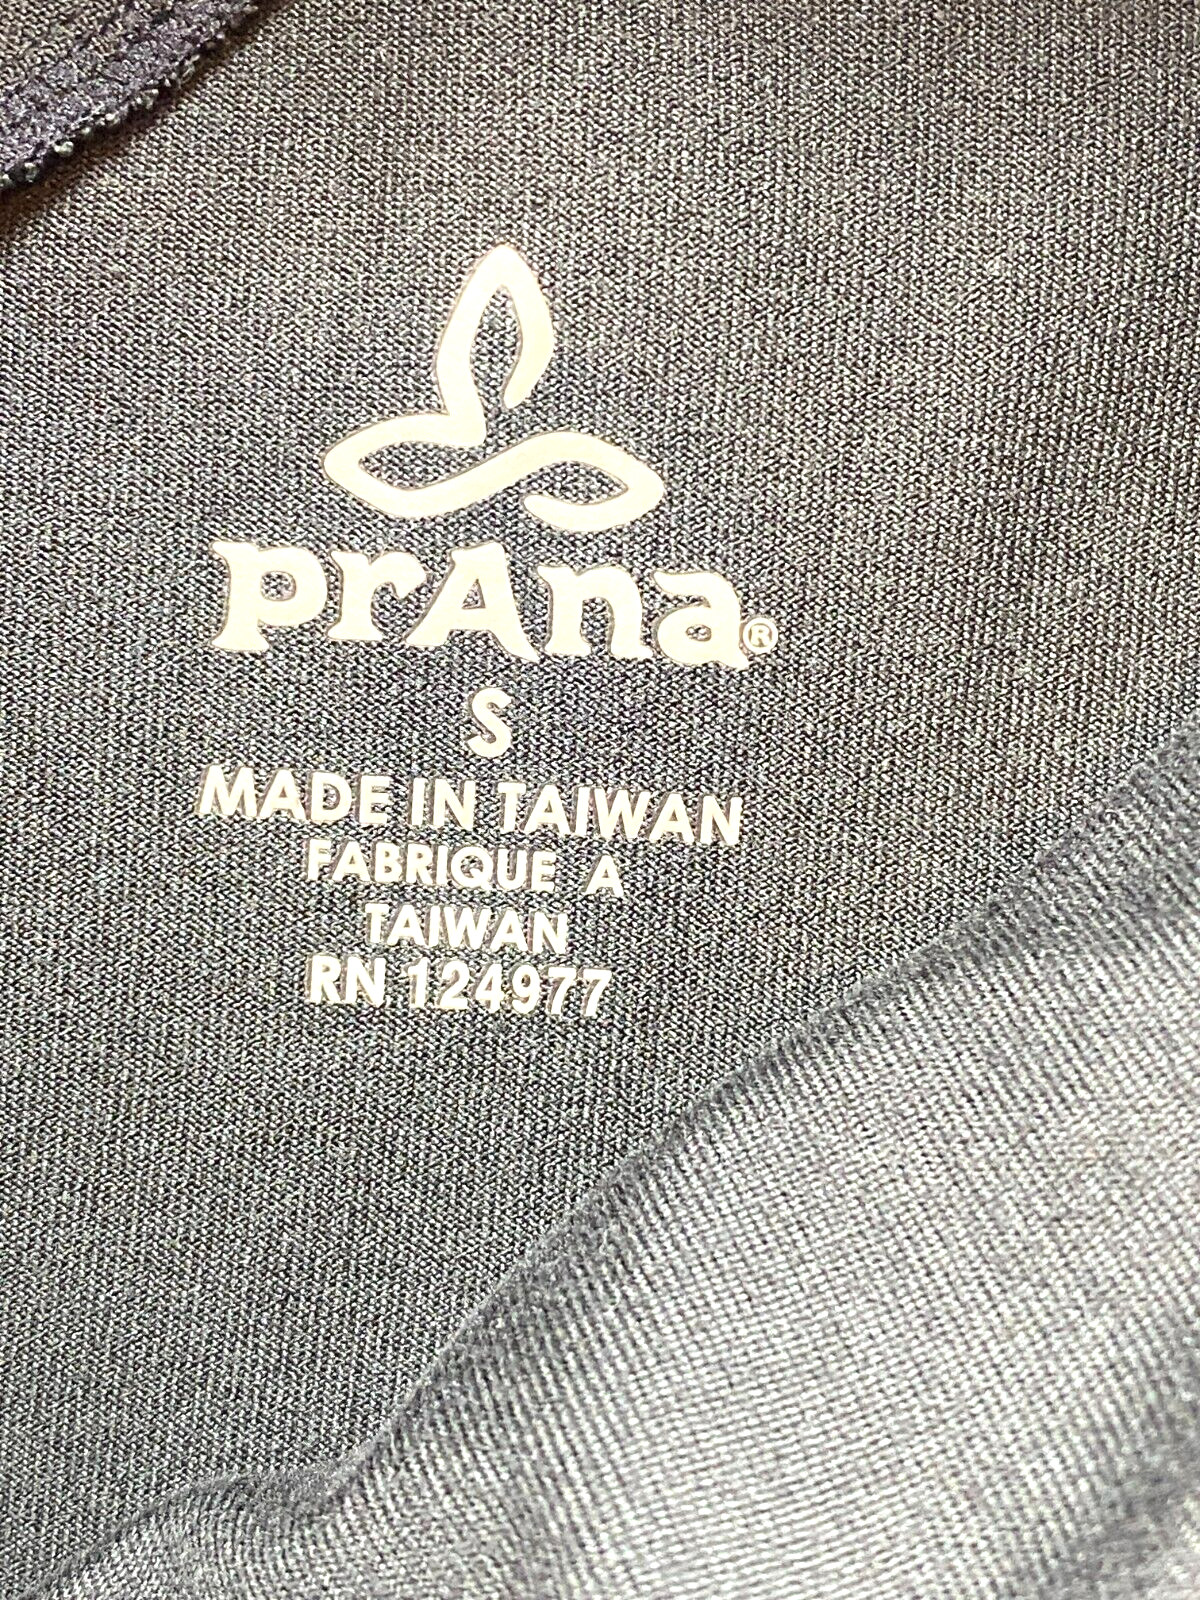 prAna®
S
MADE IN TAIWAN
FABRIQUE A
TAIWAN
RN 124977